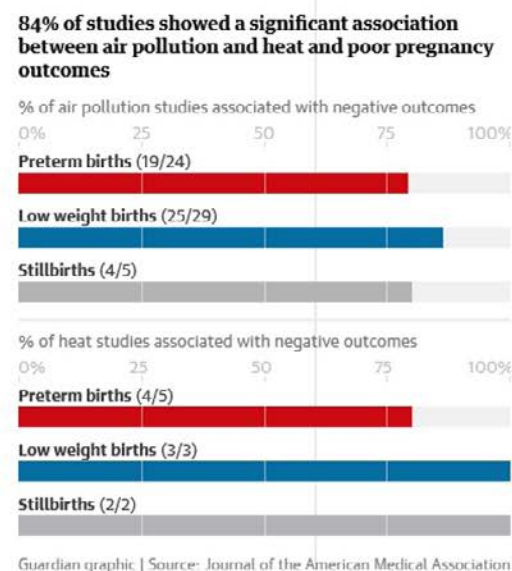 84% of studies showed a significant association
between air pollution and heat and poor pregnancy
outcomes
% of air pollution studies associated with negative outcomes
0% 25 50 75 100%
Preterm births (19/24)
Low weight births (25/29)
Stillbirths (4/5)
% of heat studies associated with negative outcomes
0% 25 50 75 100%
Preterm births (4/5)
Low weight births (3/3)
Stillbirths (2/2)
Guardian graphic | Source: Journal of the American Medical Association